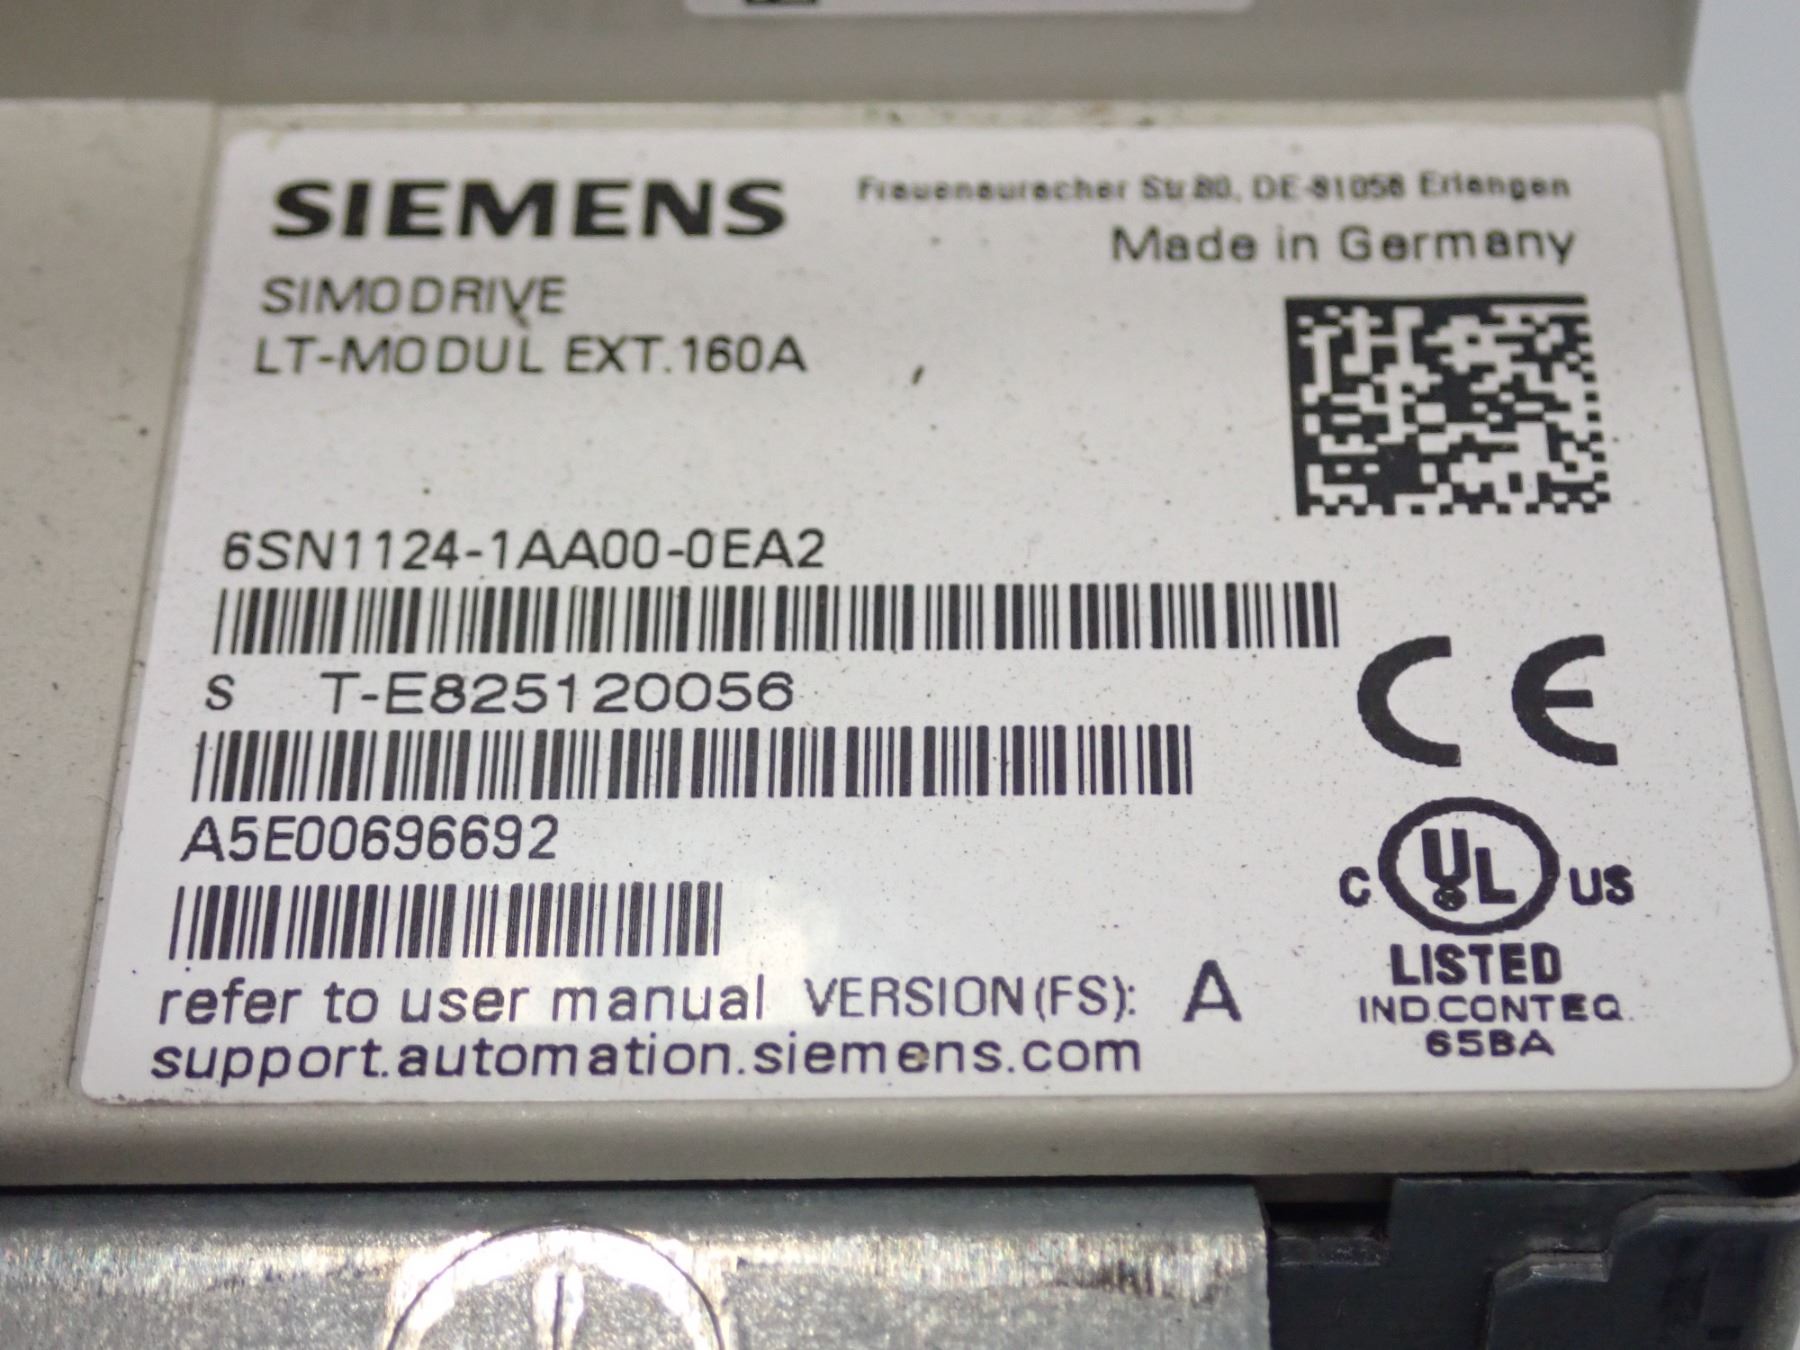 SIEMENS
Frauenauracher Str.80, DE-91056 Erlangen
Made in Germany
SIMODRIVE
LT-MODUL EXT.160A
6SN1124-1AA00-0EA2
S T-E825120056
A5E00696692
refer to user manual VERSION(FS): A
support.automation.siemens.com
CE
C UL US
LISTED
IND.CONT.EQ.
65BA